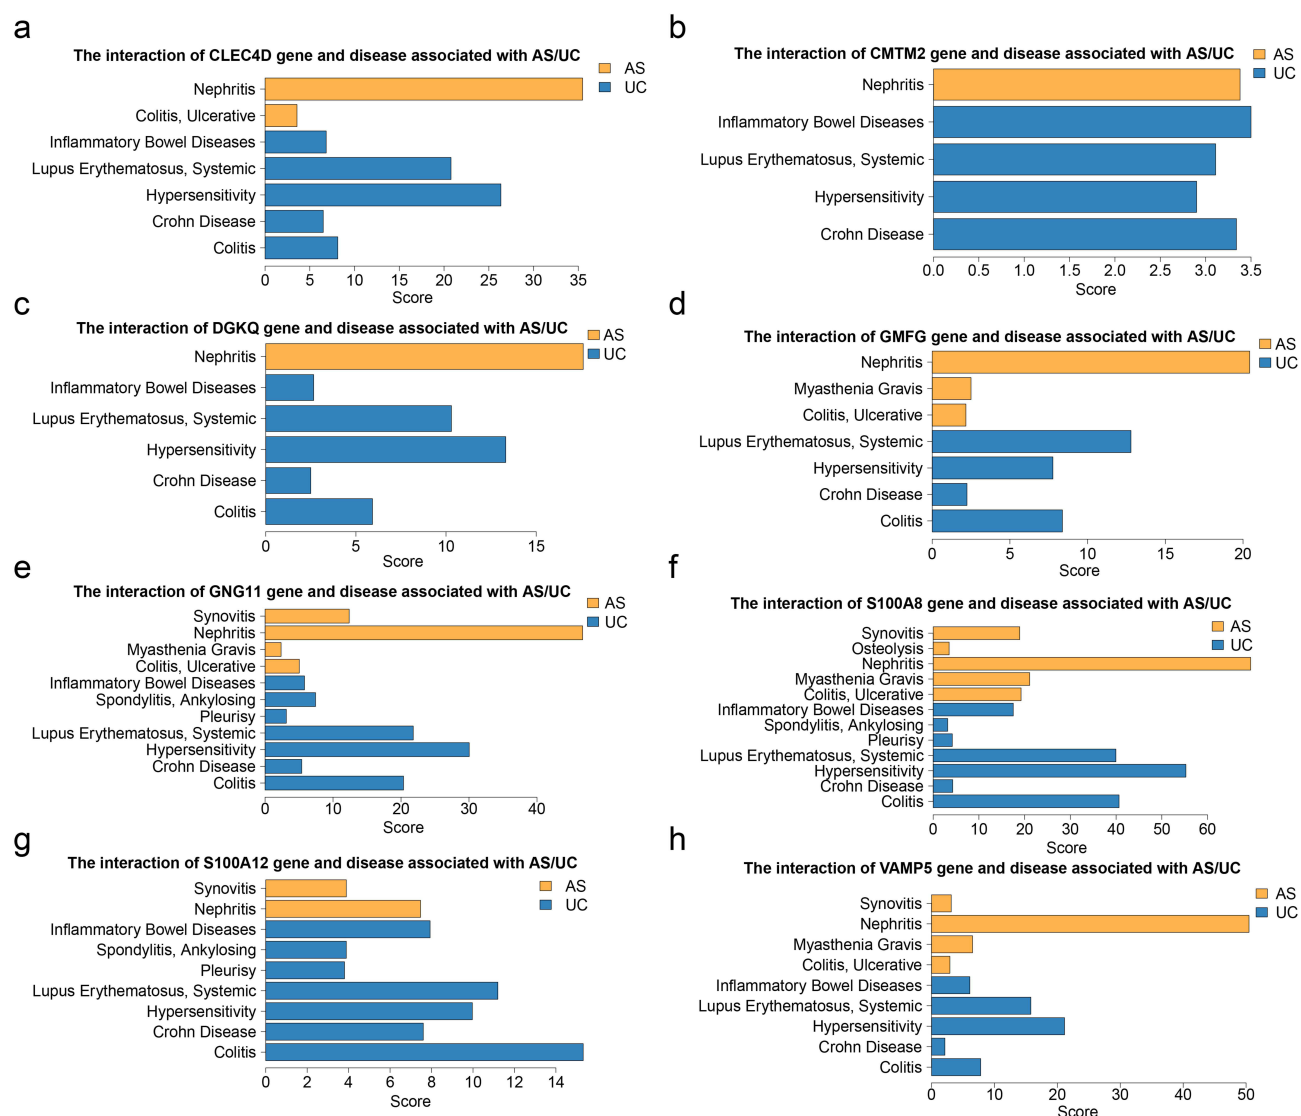 a
The interaction of CLEC4D gene and disease associated with AS/UC
AS
UC
Nephritis
Colitis, Ulcerative
Inflammatory Bowel Diseases
Lupus Erythematosus, Systemic
Hypersensitivity
Crohn Disease
Colitis
0 5 10 15 20 25 30 35
Score
b
The interaction of CMTM2 gene and disease associated with AS/UC
AS
UC
Nephritis
Inflammatory Bowel Diseases
Lupus Erythematosus, Systemic
Hypersensitivity
Crohn Disease
0.0 0.5 1.0 1.5 2.0 2.5 3.0 3.5
Score
c
The interaction of DGKQ gene and disease associated with AS/UC
AS
UC
Nephritis
Inflammatory Bowel Diseases
Lupus Erythematosus, Systemic
Hypersensitivity
Crohn Disease
Colitis
0 5 10 15
Score
d
The interaction of GMFG gene and disease associated with AS/UC
AS
UC
Nephritis
Myasthenia Gravis
Colitis, Ulcerative
Lupus Erythematosus, Systemic
Hypersensitivity
Crohn Disease
Colitis
0 5 10 15 20
Score
e
The interaction of GNG11 gene and disease associated with AS/UC
AS
UC
Synovitis
Nephritis
Myasthenia Gravis
Colitis, Ulcerative
Inflammatory Bowel Diseases
Spondylitis, Ankylosing
Pleurisy
Lupus Erythematosus, Systemic
Hypersensitivity
Crohn Disease
Colitis
0 10 20 30 40
Score
f
The interaction of S100A8 gene and disease associated with AS/UC
AS
UC
Synovitis
Osteolysis
Nephritis
Myasthenia Gravis
Colitis, Ulcerative
Inflammatory Bowel Diseases
Spondylitis, Ankylosing
Pleurisy
Lupus Erythematosus, Systemic
Hypersensitivity
Crohn Disease
Colitis
0 10 20 30 40 50 60
Score
g
The interaction of S100A12 gene and disease associated with AS/UC
AS
UC
Synovitis
Nephritis
Inflammatory Bowel Diseases
Spondylitis, Ankylosing
Pleurisy
Lupus Erythematosus, Systemic
Hypersensitivity
Crohn Disease
Colitis
0 2 4 6 8 10 12 14
Score
h
The interaction of VAMP5 gene and disease associated with AS/UC
AS
UC
Synovitis
Nephritis
Myasthenia Gravis
Colitis, Ulcerative
Inflammatory Bowel Diseases
Lupus Erythematosus, Systemic
Hypersensitivity
Crohn Disease
Colitis
0 10 20 30 40 50
Score